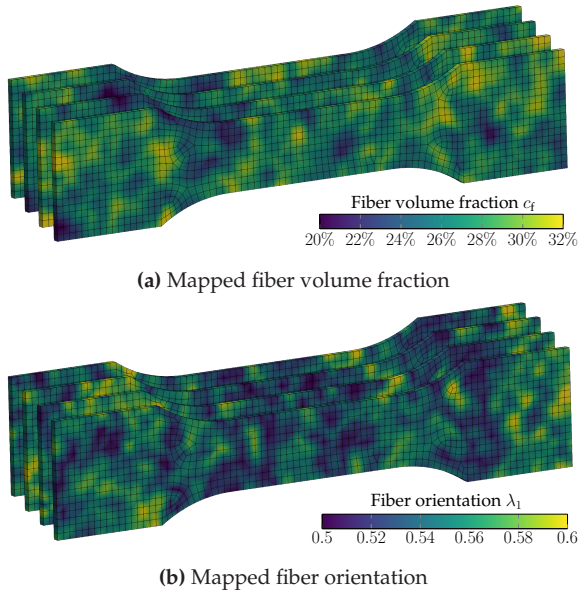 Fiber volume fraction c_f
20% 22% 24% 26% 28% 30% 32%
(a) Mapped fiber volume fraction
Fiber orientation λ₁
0.5 0.52 0.54 0.56 0.58 0.6
(b) Mapped fiber orientation